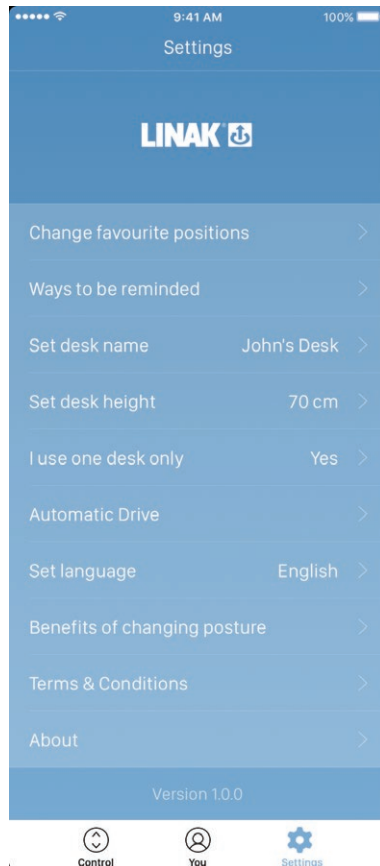 9:41 AM 100%
Settings
LINAK
Change favourite positions
Ways to be reminded
Set desk name John's Desk
Set desk height 70 cm
I use one desk only Yes
Automatic Drive
Set language English
Benefits of changing posture
Terms & Conditions
About
Version 1.0.0
Control You Settings